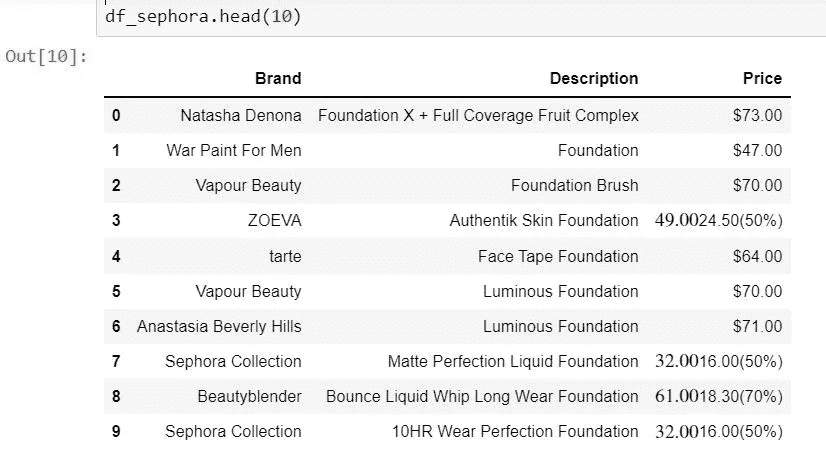 df_sephora.head(10)
Out[10]:
Brand Description Price
0 Natasha Denona Foundation X + Full Coverage Fruit Complex $73.00
1 War Paint For Men Foundation $47.00
2 Vapour Beauty Foundation Brush $70.00
3 ZOEVA Authentik Skin Foundation 49.0024.50(50%)
4 tarte Face Tape Foundation $64.00
5 Vapour Beauty Luminous Foundation $70.00
6 Anastasia Beverly Hills Luminous Foundation $71.00
7 Sephora Collection Matte Perfection Liquid Foundation 32.0016.00(50%)
8 Beautyblender Bounce Liquid Whip Long Wear Foundation 61.0018.30(70%)
9 Sephora Collection 10HR Wear Perfection Foundation 32.0016.00(50%)